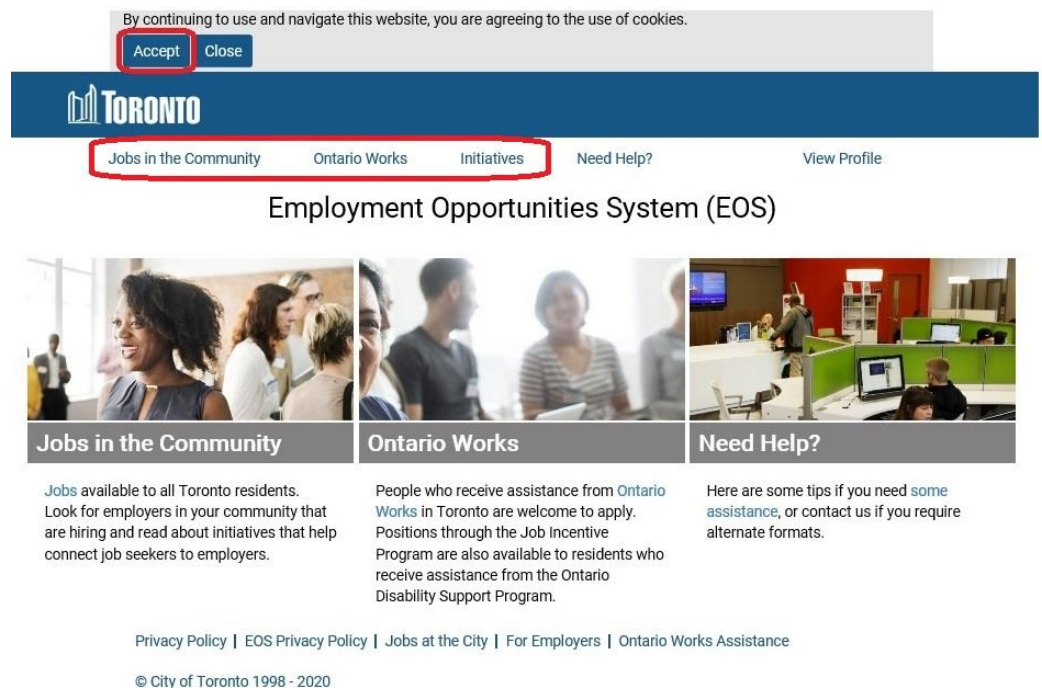 By continuing to use and navigate this website, you are agreeing to the use of cookies.
Accept Close
TORONTO
Jobs in the Community Ontario Works Initiatives Need Help? View Profile
Employment Opportunities System (EOS)
Jobs in the Community
Jobs available to all Toronto residents.
Look for employers in your community that
are hiring and read about initiatives that help
connect job seekers to employers.
Ontario Works
People who receive assistance from Ontario
Works in Toronto are welcome to apply.
Positions through the Job Incentive
Program are also available to residents who
receive assistance from the Ontario
Disability Support Program.
Need Help?
Here are some tips if you need some
assistance, or contact us if you require
alternate formats.
Privacy Policy | EOS Privacy Policy | Jobs at the City | For Employers | Ontario Works Assistance
© City of Toronto 1998 - 2020